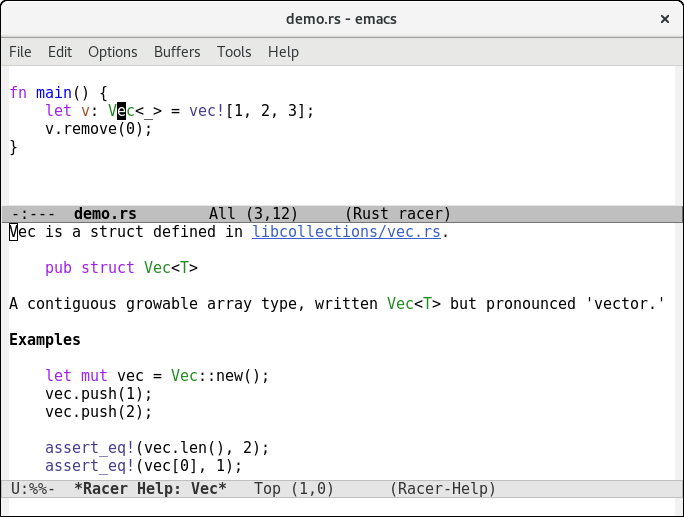 demo.rs - emacs ×
File Edit Options Buffers Tools Help
fn main() {
    let v: Vec<_> = vec![1, 2, 3];
    v.remove(0);
}
-:---  demo.rs        All (3,12)     (Rust racer)
Vec is a struct defined in libcollections/vec.rs.
    pub struct Vec<T>
A contiguous growable array type, written Vec<T> but pronounced 'vector.'
Examples
    let mut vec = Vec::new();
    vec.push(1);
    vec.push(2);
    assert_eq!(vec.len(), 2);
    assert_eq!(vec[0], 1);
U:%%-  *Racer Help: Vec*   Top (1,0)      (Racer-Help)